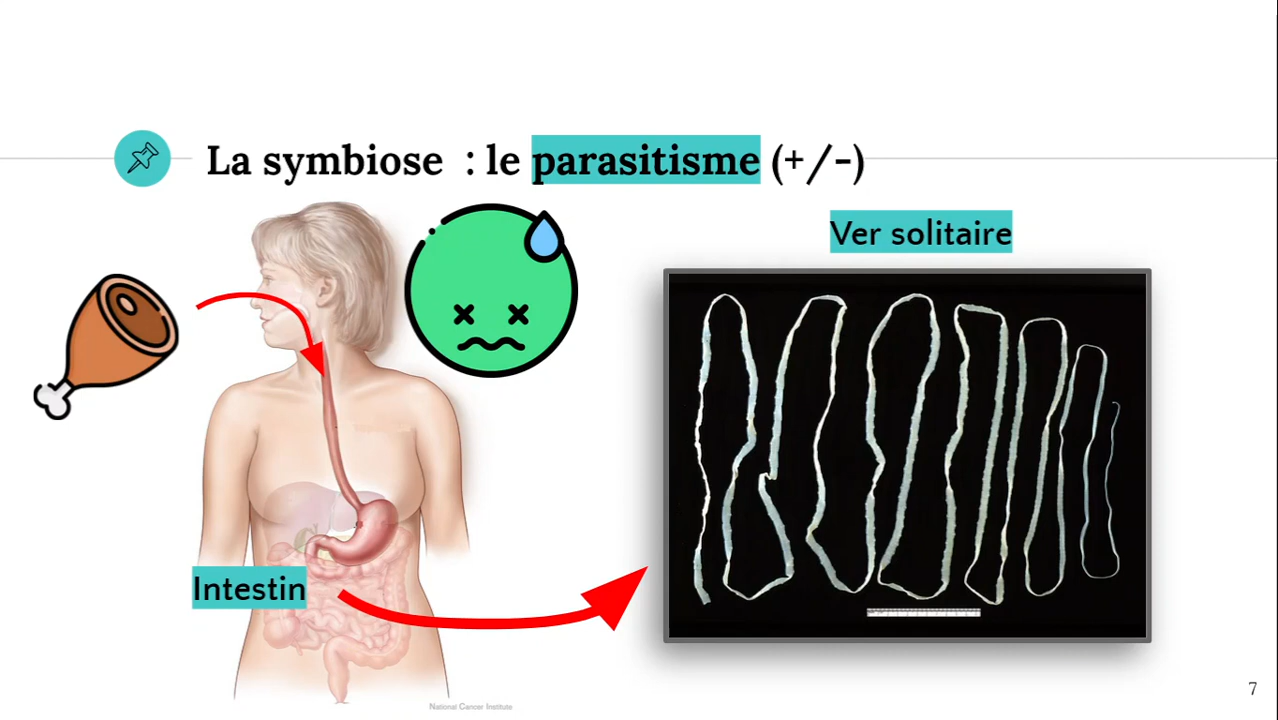 La symbiose : le parasitisme (+/-)
Ver solitaire
Intestin
National Cancer Institute
7